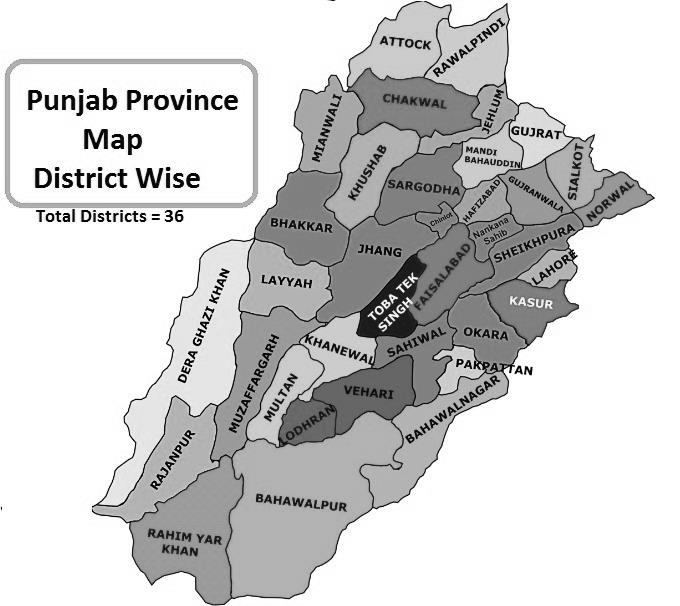 Punjab Province
Map
District Wise
Total Districts = 36
ATTOCK
RAWALPINDI
CHAKWAL
JEHLUM
MIANWALI
GUJRAT
KHUSHAB
MANDI
BAHAUDDIN
SIALKOT
SARGODHA
HAFIZABAD
GUJRANWALA
NORWAL
Chiniot
Nankana
Sahib
BHAKKAR
JHANG
SHEIKHPURA
FAISALABAD
LAHORE
LAYYAH
TOBA TEK
SINGH
KASUR
DERA GHAZI KHAN
KHANEWAL
SAHIWAL
OKARA
MUZAFFARGARH
PAKPATTAN
MULTAN
VEHARI
LODHRAN
BAHAWALNAGAR
RAJANPUR
BAHAWALPUR
RAHIM YAR
KHAN